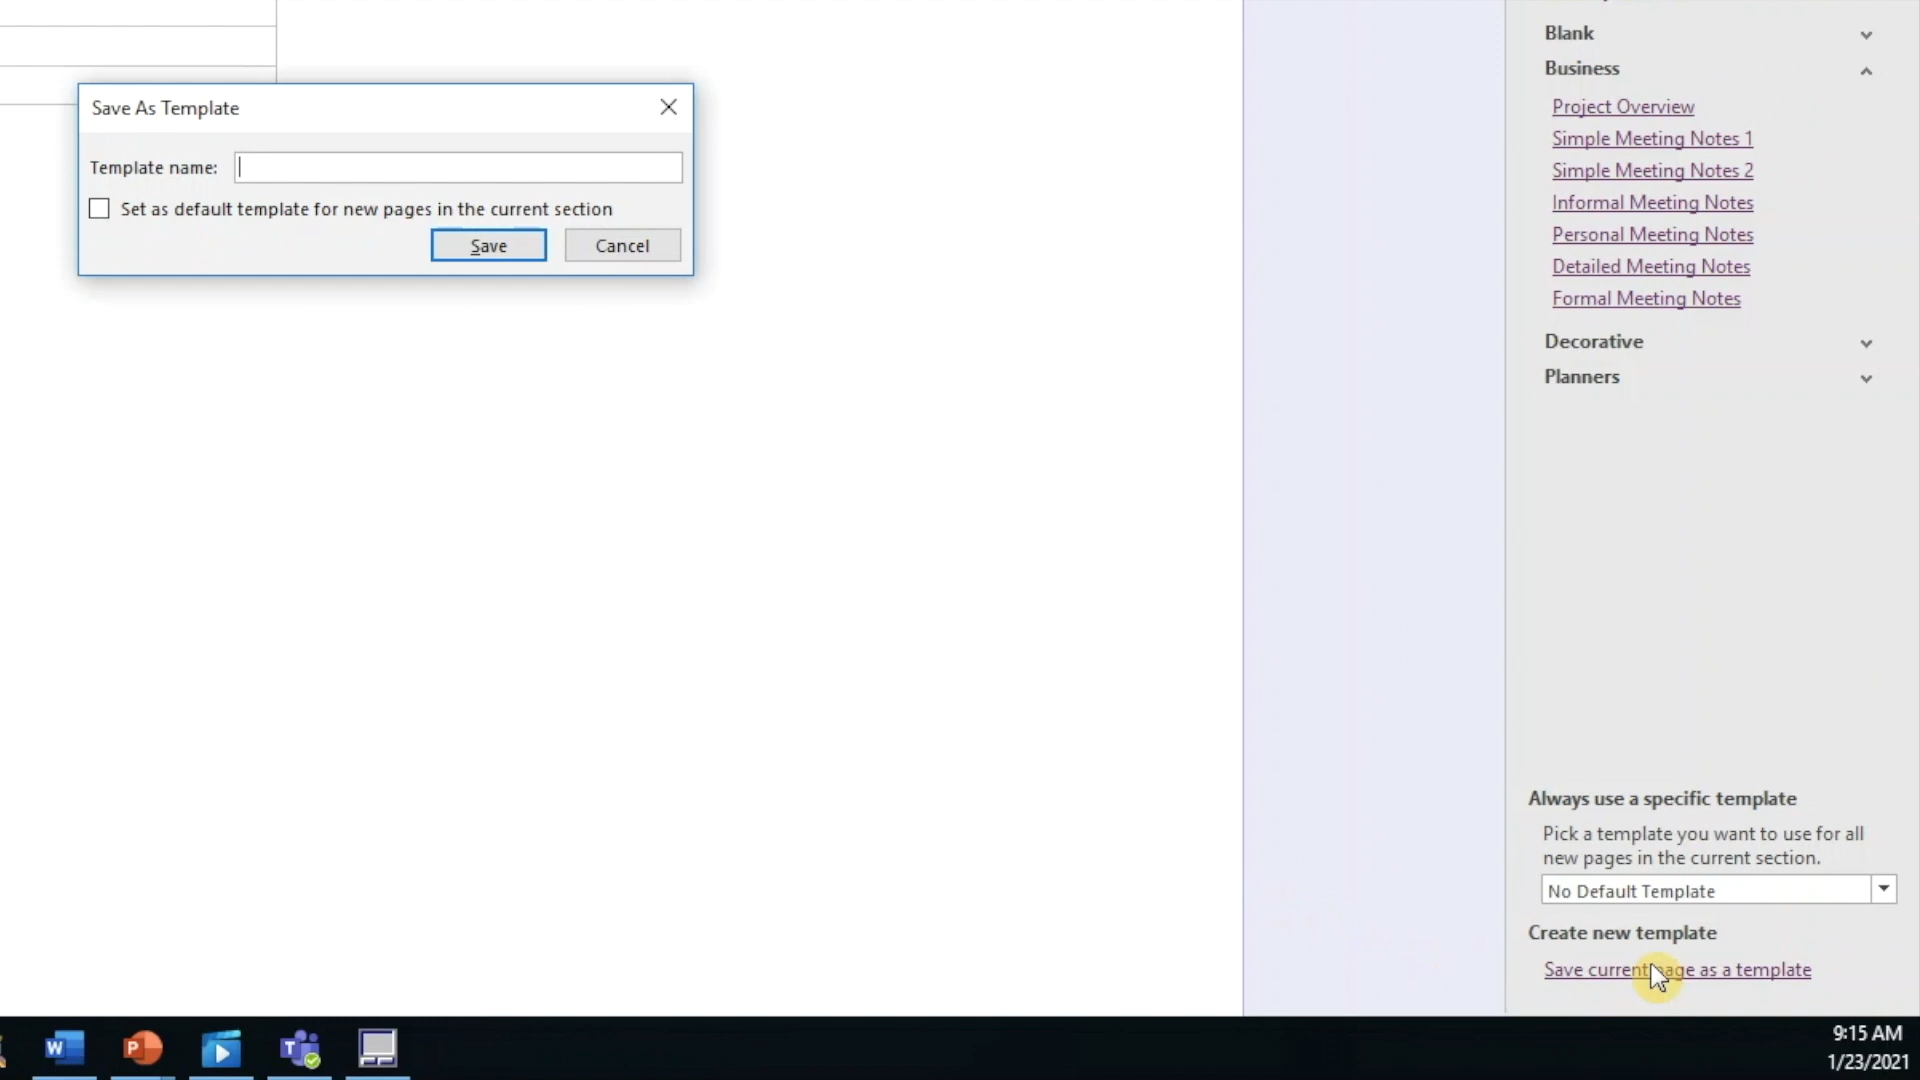 Blank
Business
Project Overview
Simple Meeting Notes 1
Simple Meeting Notes 2
Informal Meeting Notes
Personal Meeting Notes
Detailed Meeting Notes
Formal Meeting Notes
Decorative
Planners
Save As Template
Template name:
Set as default template for new pages in the current section
Save
Cancel
Always use a specific template
Pick a template you want to use for all
new pages in the current section.
No Default Template
Create new template
Save current page as a template
W
P
T
9:15 AM
1/23/2021